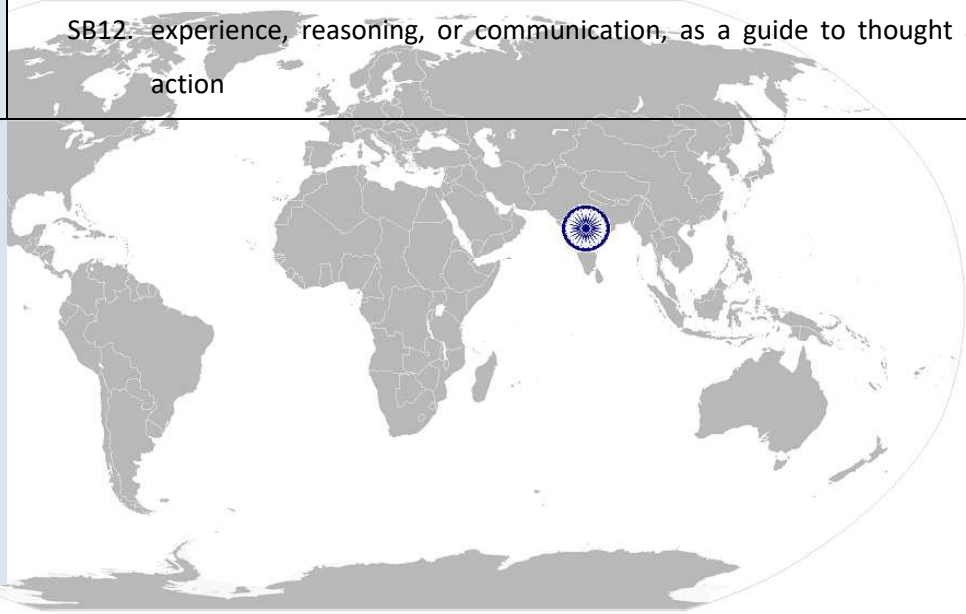 SB12. experience, reasoning, or communication, as a guide to thought
action